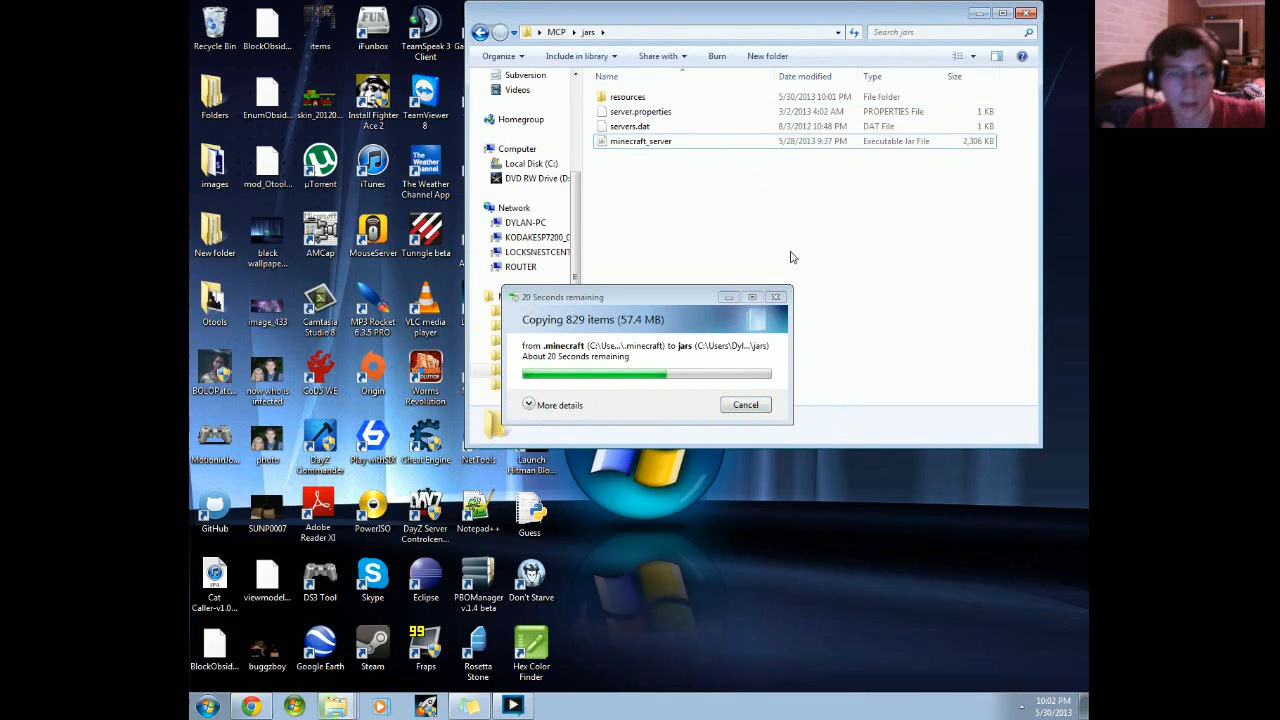 Recycle Bin
BlockObsid...
items
iFunbox
TeamSpeak 3
Client
Folders
EnumObsid...
skin_20120...
Install Fighter
Ace 2
TeamViewer
8
images
mod_Otool...
µTorrent
iTunes
The Weather
Channel App
New folder
black
wallpape...
AMCap
MouseServer
Tunngle beta
Otools
image_433
Camtasia
Studio 8
MP3 Rocket
6.3.5 PRO
VLC media
player
BOLOPatc...
now who is
infected
CoD5 WE
Origin
Worms
Revolution
MotioninJo...
photo
DayZ
Commander
Play withSIX
Cheat Engine
NetTools
Launch
Hitman Blo...
GitHub
SUNP0007
Adobe
Reader XI
PowerISO
DayZ Server
Controlcen...
Notepad++
Guess
Cat
Caller-v1.0...
viewmodel...
DS3 Tool
Skype
Eclipse
PBOManager
v.1.4 beta
Don't Starve
BlockObsid...
buggzboy
Google Earth
Steam
99
Fraps
Rosetta
Stone
Hex Color
Finder
MCP jars
Search jars
Organize Include in library Share with Burn New folder
Subversion
Videos
Homegroup
Computer
Local Disk (C:)
DVD RW Drive (D:
Network
DYLAN-PC
KODAKESP7200_0
LOCKSNESTCENT
ROUTER
Name Date modified Type Size
resources 5/30/2013 10:01 PM File folder
server.properties 3/2/2013 4:02 AM PROPERTIES File 1 KB
servers.dat 8/3/2012 10:48 PM DAT File 1 KB
minecraft_server 5/28/2013 9:37 PM Executable Jar File 2,306 KB
20 Seconds remaining
Copying 829 items (57.4 MB)
from .minecraft (C:\Use...\.minecraft) to jars (C:\Users\Dyl...\jars)
About 20 Seconds remaining
More details
Cancel
10:02 PM
5/30/2013